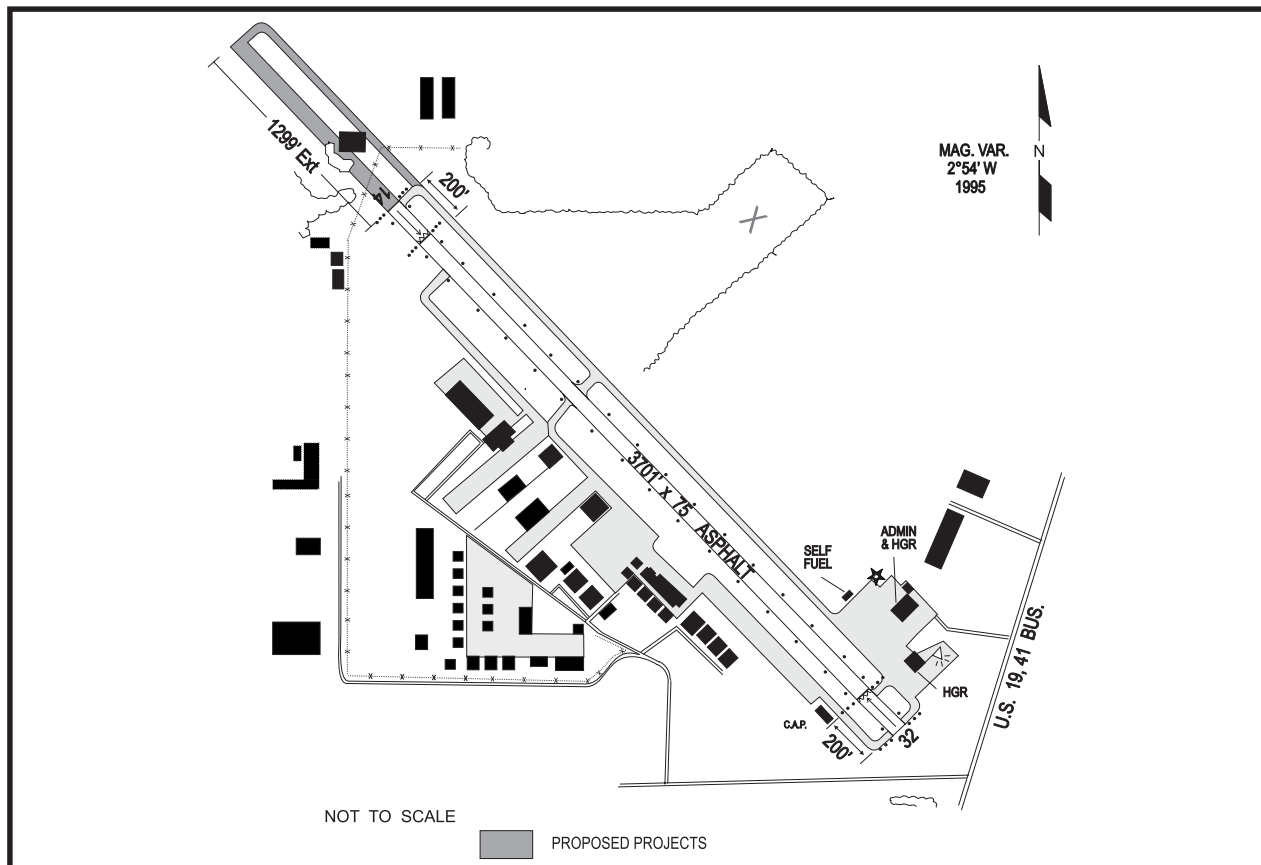 1299' Ext
200'
14
MAG. VAR.
2°54' W
1995
N
3701' x 75 ASPHALT
SELF
FUEL
ADMIN
& HGR
HGR
U.S. 19,41 BUS.
C.A.P.
200'
32
NOT TO SCALE
PROPOSED PROJECTS